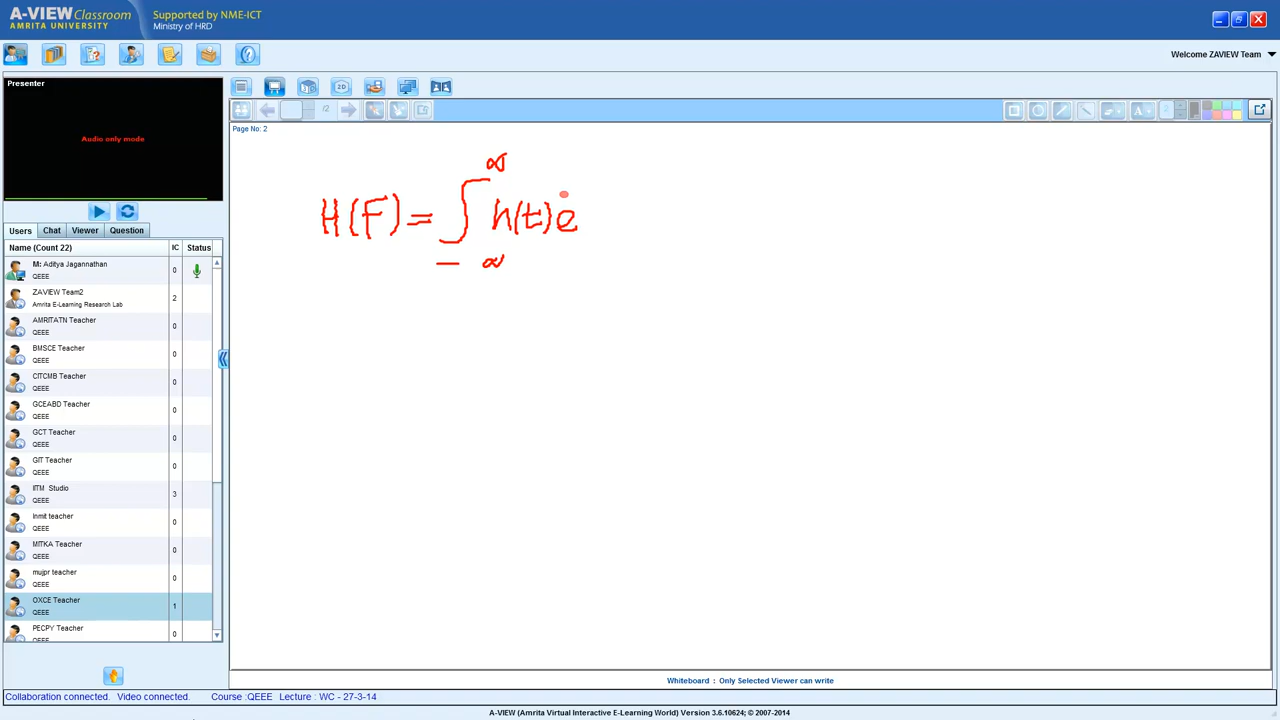 A-VIEW Classroom
AMRITA UNIVERSITY
Supported by NME-ICT
Ministry of HRD
Welcome ZAVIEW Team
Presenter
Audio only mode
/2
2D
A
2
Page No: 2
H(F) = ∫ h(t)e
∞
- ∞
Users Chat Viewer Question
Name (Count 22) IC Status
M: Aditya Jagannathan 0
QEEE
ZAVIEW Team2 2
Amrita E-Learning Research Lab
AMRITATN Teacher 0
QEEE
BMSCE Teacher 0
QEEE
CITCMB Teacher 0
QEEE
GCEABD Teacher 0
QEEE
GCT Teacher 0
QEEE
GIT Teacher 0
QEEE
IITM Studio 3
QEEE
Inmit teacher 0
QEEE
MITKA Teacher 0
QEEE
mujpr teacher 0
QEEE
OXCE Teacher 1
QEEE
PECPY Teacher 0
QEEE
Whiteboard : Only Selected Viewer can write
Collaboration connected. Video connected. Course :QEEE Lecture : WC - 27-3-14
A-VIEW (Amrita Virtual Interactive E-Learning World) Version 3.6.10624; © 2007-2014